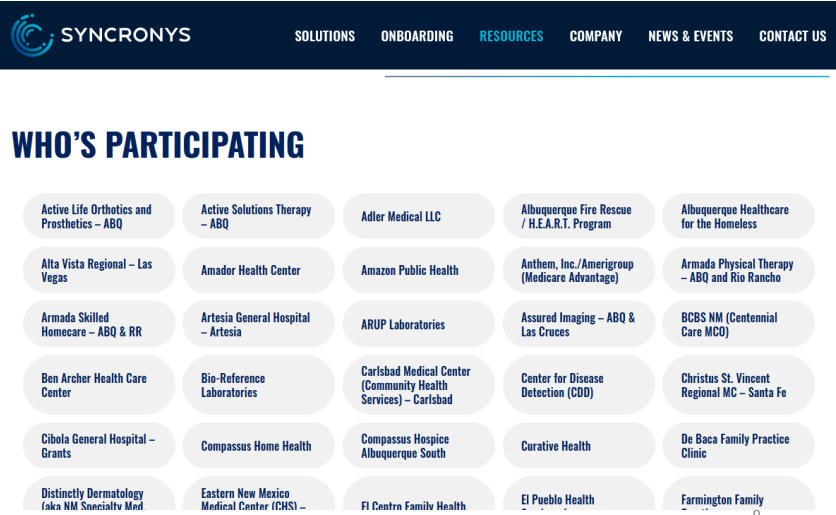 SYNCRONYS
SOLUTIONS ONBOARDING RESOURCES COMPANY NEWS & EVENTS CONTACT US
WHO'S PARTICIPATING
Active Life Orthotics and
Prosthetics – ABQ
Active Solutions Therapy
– ABQ
Adler Medical LLC
Albuquerque Fire Rescue
/ H.E.A.R.T. Program
Albuquerque Healthcare
for the Homeless
Alta Vista Regional – Las
Vegas
Amador Health Center
Amazon Public Health
Anthem, Inc./Amerigroup
(Medicare Advantage)
Armada Physical Therapy
– ABQ and Rio Rancho
Armada Skilled
Homecare – ABQ & RR
Artesia General Hospital
– Artesia
ARUP Laboratories
Assured Imaging – ABQ &
Las Cruces
BCBS NM (Centennial
Care MCO)
Ben Archer Health Care
Center
Bio-Reference
Laboratories
Carlsbad Medical Center
(Community Health
Services) – Carlsbad
Center for Disease
Detection (CDD)
Christus St. Vincent
Regional MC – Santa Fe
Cibola General Hospital –
Grants
Compassus Home Health
Compassus Hospice
Albuquerque South
Curative Health
De Baca Family Practice
Clinic
Distinctly Dermatology
(aka NM Specialty Med.
Eastern New Mexico
Medical Center (CHS) –
El Centro Family Health
El Pueblo Health
Farmington Family